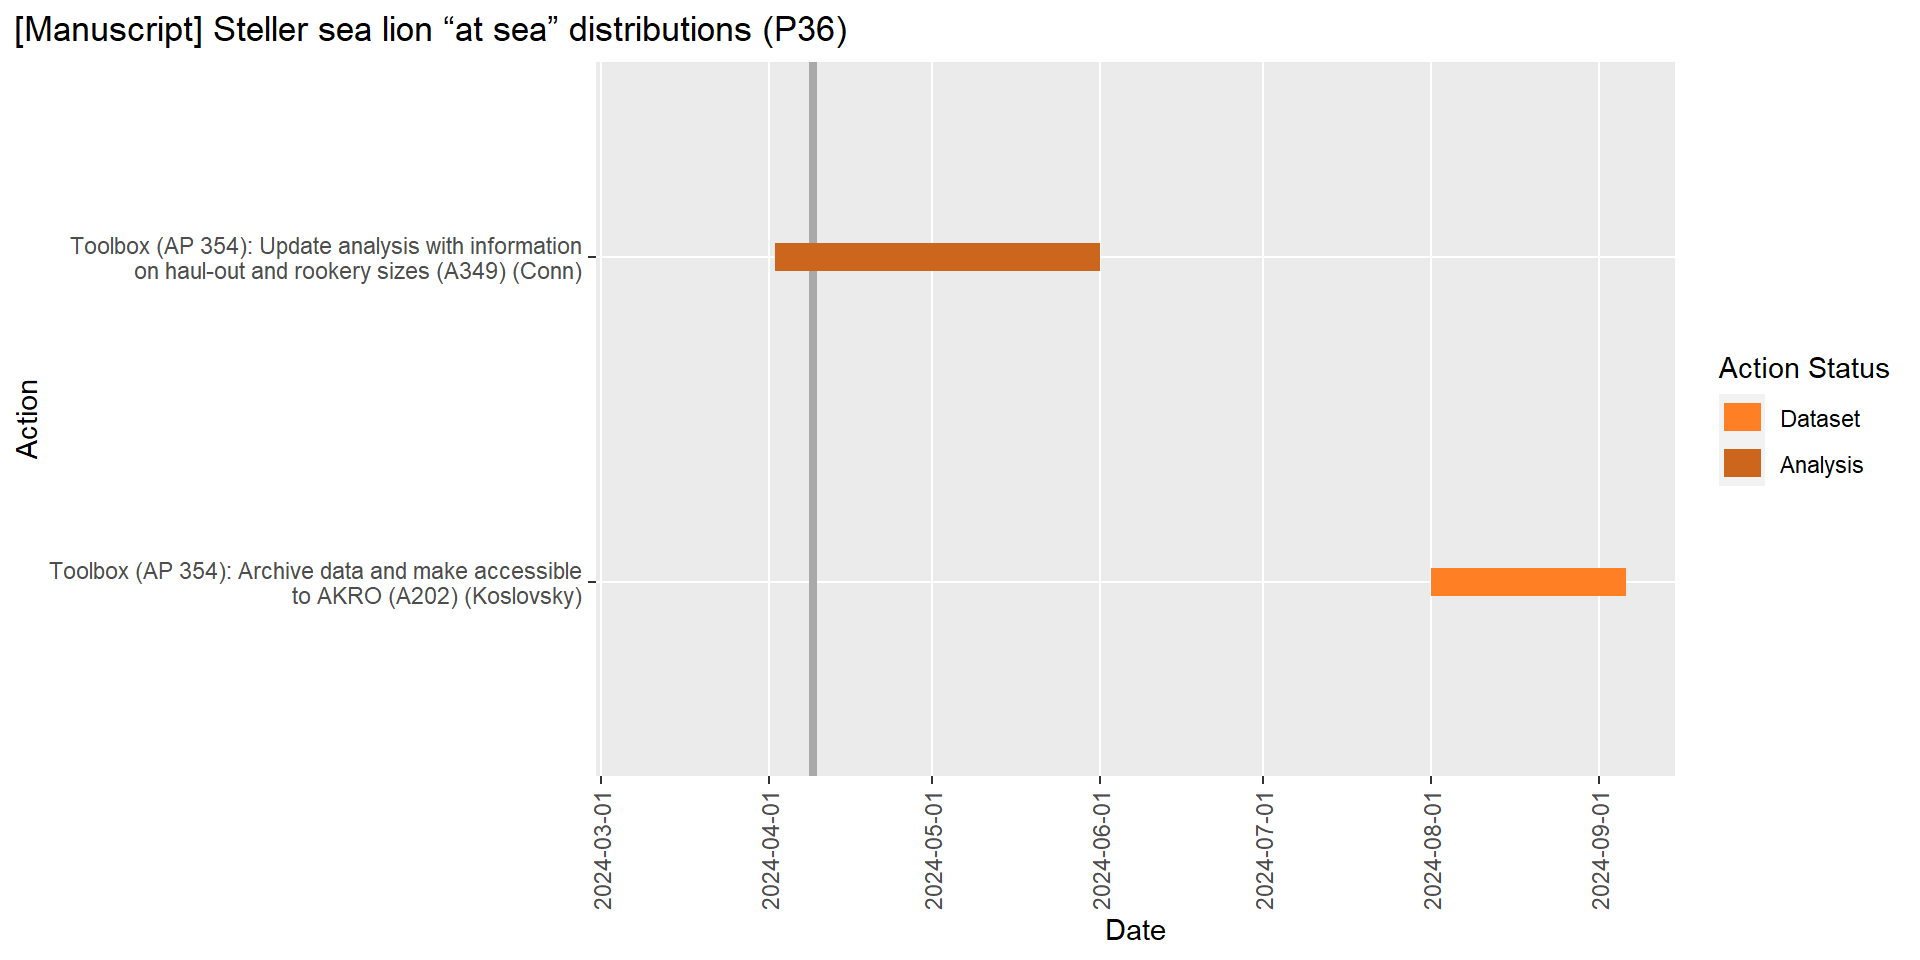 [Manuscript] Steller sea lion “at sea” distributions (P36)
Toolbox (AP 354): Update analysis with information
on haul-out and rookery sizes (A349) (Conn)
Toolbox (AP 354): Archive data and make accessible
to AKRO (A202) (Koslovsky)
Action
2024-03-01
2024-04-01
2024-05-01
2024-06-01
2024-07-01
2024-08-01
2024-09-01
Date
Action Status
Dataset
Analysis